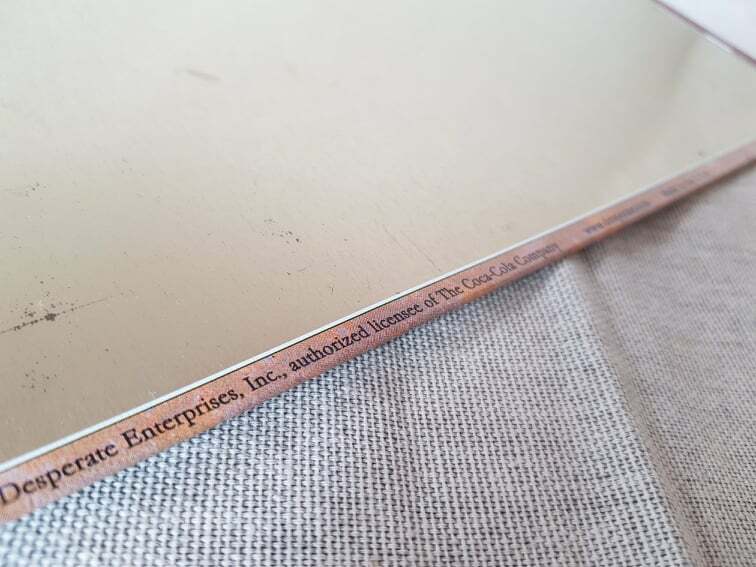 Desperate Enterprises, Inc., authorized licensee of The Coca-Cola Company